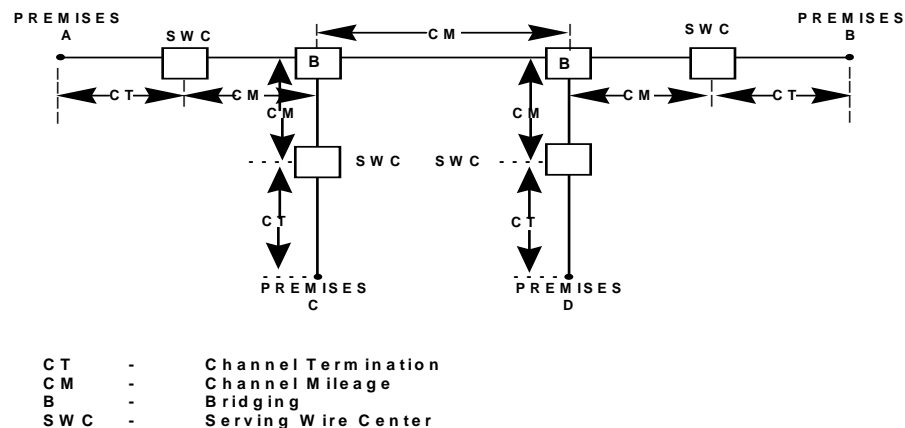 PREMISES A
PREMISES B
SWC
CM
SWC
B
B
CT
CM
CM
CM
CM
CT
SWC
SWC
CT
CT
PREMISES C
PREMISES D
CT - Channel Termination
CM - Channel Mileage
B - Bridging
SWC - Serving Wire Center